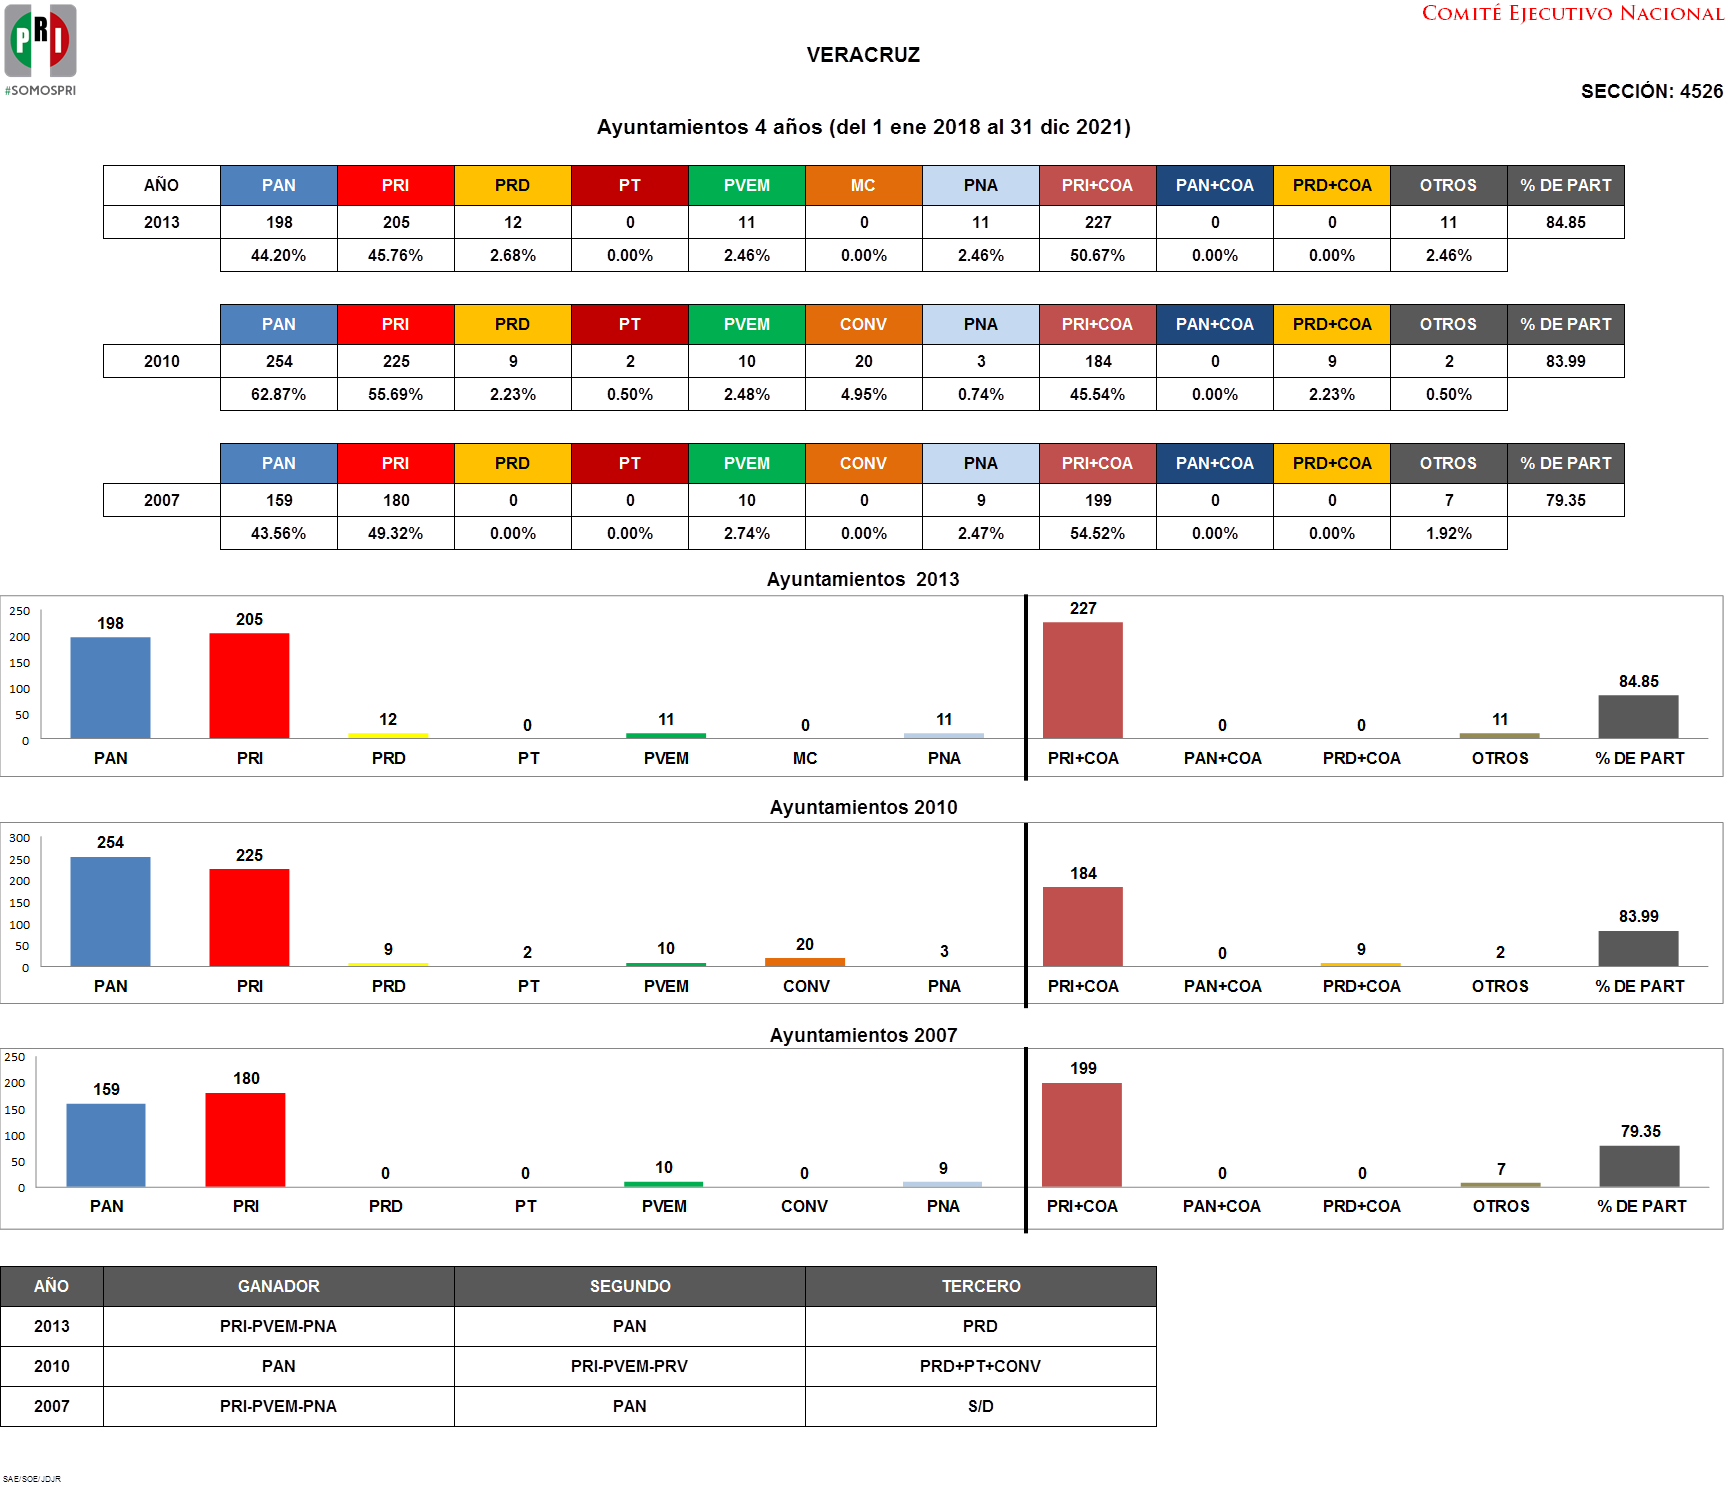 PRI
#SOMOSPRI
COMITÉ EJECUTIVO NACIONAL
VERACRUZ
SECCIÓN: 4526
Ayuntamientos 4 años (del 1 ene 2018 al 31 dic 2021)
AÑO PAN PRI PRD PT PVEM MC PNA PRI+COA PAN+COA PRD+COA OTROS % DE PART
2013 198 205 12 0 11 0 11 227 0 0 11 84.85
44.20% 45.76% 2.68% 0.00% 2.46% 0.00% 2.46% 50.67% 0.00% 0.00% 2.46%
PAN PRI PRD PT PVEM CONV PNA PRI+COA PAN+COA PRD+COA OTROS % DE PART
2010 254 225 9 2 10 20 3 184 0 9 2 83.99
62.87% 55.69% 2.23% 0.50% 2.48% 4.95% 0.74% 45.54% 0.00% 2.23% 0.50%
PAN PRI PRD PT PVEM CONV PNA PRI+COA PAN+COA PRD+COA OTROS % DE PART
2007 159 180 0 0 10 0 9 199 0 0 7 79.35
43.56% 49.32% 0.00% 0.00% 2.74% 0.00% 2.47% 54.52% 0.00% 0.00% 1.92%
Ayuntamientos 2013
250
200
150
100
50
0
198 205 12 0 11 0 11 227 0 0 11 84.85
PAN PRI PRD PT PVEM MC PNA PRI+COA PAN+COA PRD+COA OTROS % DE PART
Ayuntamientos 2010
300
250
200
150
100
50
0
254 225 9 2 10 20 3 184 0 9 2 83.99
PAN PRI PRD PT PVEM CONV PNA PRI+COA PAN+COA PRD+COA OTROS % DE PART
Ayuntamientos 2007
250
200
150
100
50
0
159 180 0 0 10 0 9 199 0 0 7 79.35
PAN PRI PRD PT PVEM CONV PNA PRI+COA PAN+COA PRD+COA OTROS % DE PART
AÑO GANADOR SEGUNDO TERCERO
2013 PRI-PVEM-PNA PAN PRD
2010 PAN PRI-PVEM-PRV PRD+PT+CONV
2007 PRI-PVEM-PNA PAN S/D
SAE/SOE/JDJR